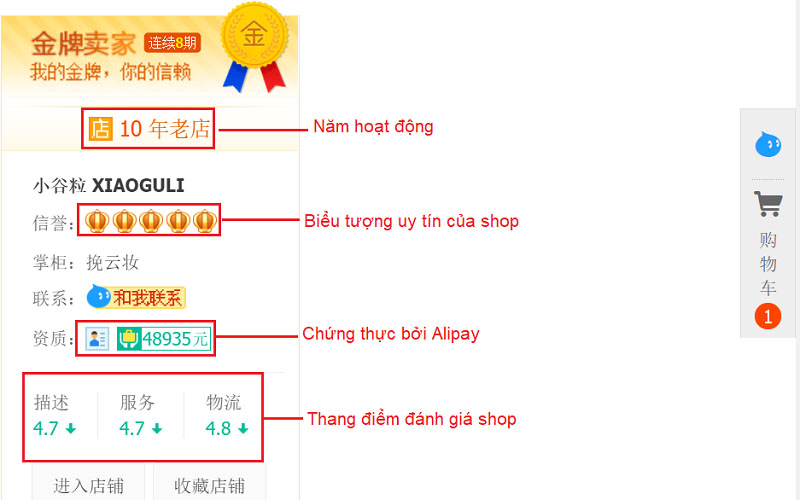 金牌卖家 连续8期
金
我的金牌，你的信赖
店 10 年老店
Năm hoạt động
小谷粒 XIAOGULI
信誉：
Biểu tượng uy tín của shop
掌柜： 挽云妆
联系： 和我联系
资质： 48935元
Chứng thực bởi Alipay
描述 服务 物流
4.7 4.7 4.8
Thang điểm đánh giá shop
进入店铺 收藏店铺
购
物
车
1